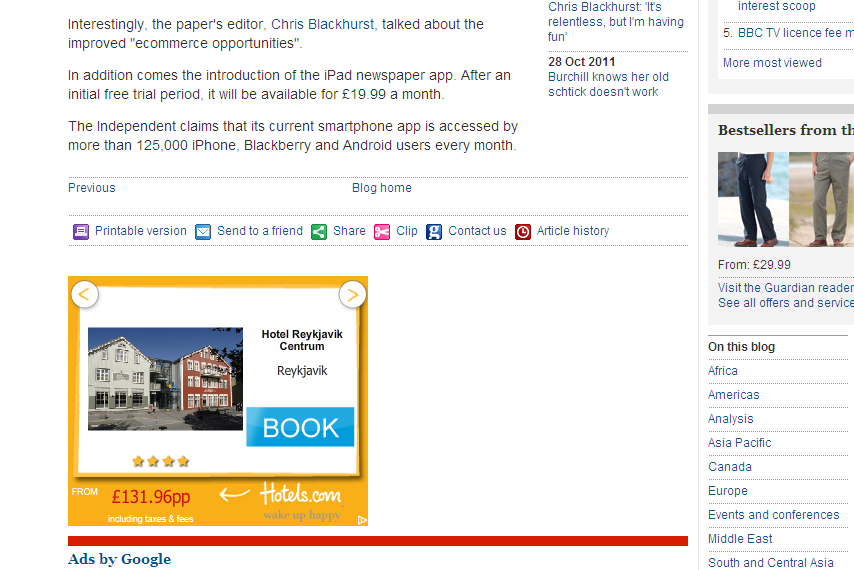 Interestingly, the paper's editor, Chris Blackhurst, talked about the
improved "ecommerce opportunities".
In addition comes the introduction of the iPad newspaper app. After an
initial free trial period, it will be available for £19.99 a month.
The Independent claims that its current smartphone app is accessed by
more than 125,000 iPhone, Blackberry and Android users every month.
Previous
Blog home
Printable version
Send to a friend
Share
Clip
Contact us
Article history
Hotel Reykjavik
Centrum
Reykjavik
BOOK
FROM £131.96pp
including taxes & fees
Hotels.com
wake up happy
Ads by Google
Chris Blackhurst: 'It's
relentless, but I'm having
fun'
28 Oct 2011
Burchill knows her old
schtick doesn't work
interest scoop
5. BBC TV licence fee m
More most viewed
Bestsellers from th
From: £29.99
Visit the Guardian reader
See all offers and service
On this blog
Africa
Americas
Analysis
Asia Pacific
Canada
Europe
Events and conferences
Middle East
South and Central Asia